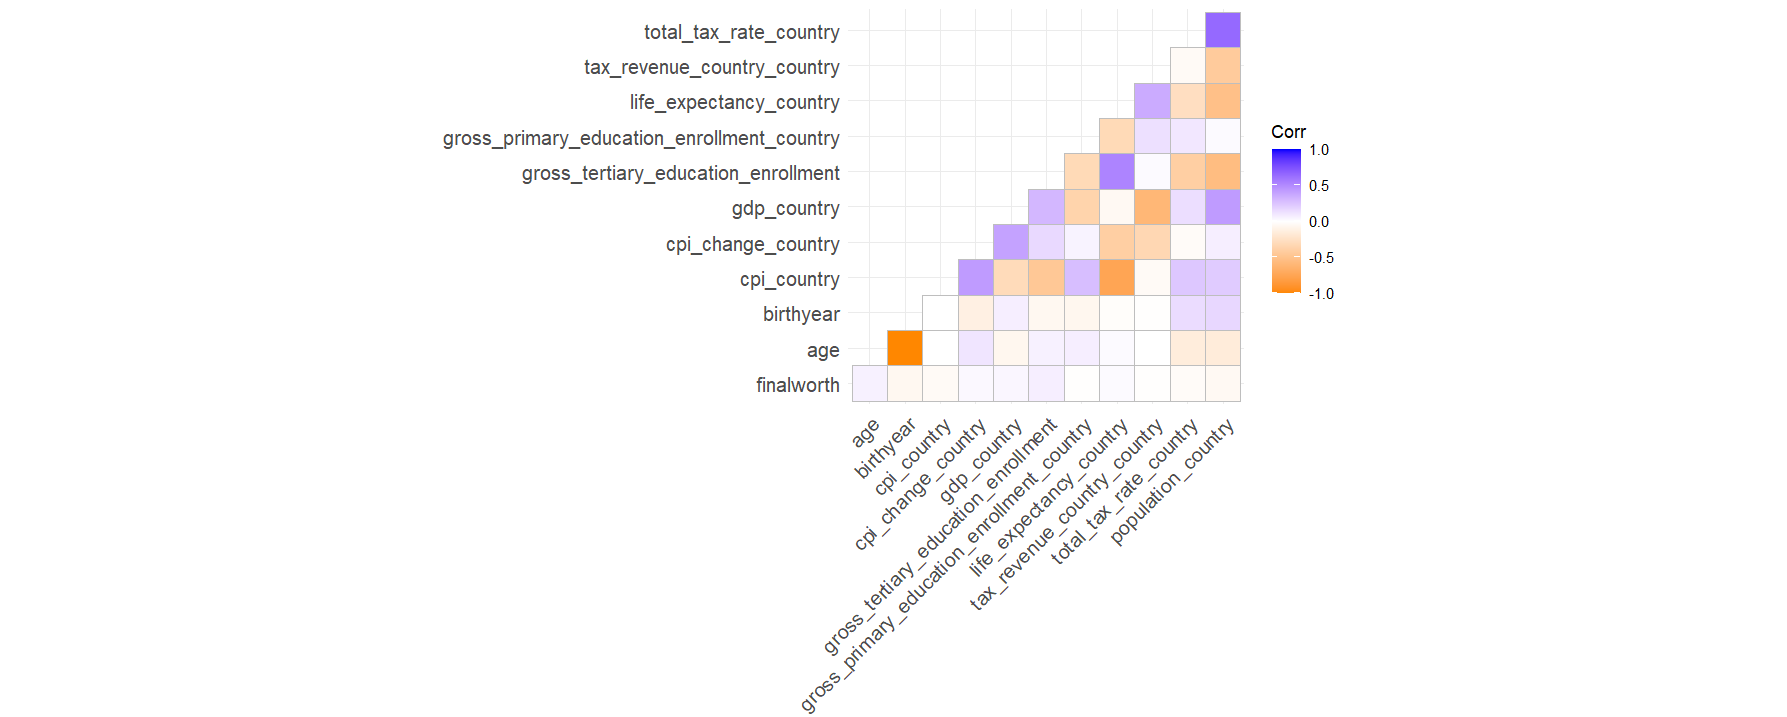 total_tax_rate_country
tax_revenue_country_country
life_expectancy_country
gross_primary_education_enrollment_country
gross_tertiary_education_enrollment
gdp_country
cpi_change_country
cpi_country
birthyear
age
finalworth
age
birthyear
cpi_country
cpi_change_country
gdp_country
gross_tertiary_education_enrollment
gross_primary_education_enrollment_country
life_expectancy_country
tax_revenue_country_country
total_tax_rate_country
population_country
Corr
1.0
0.5
0.0
-0.5
-1.0